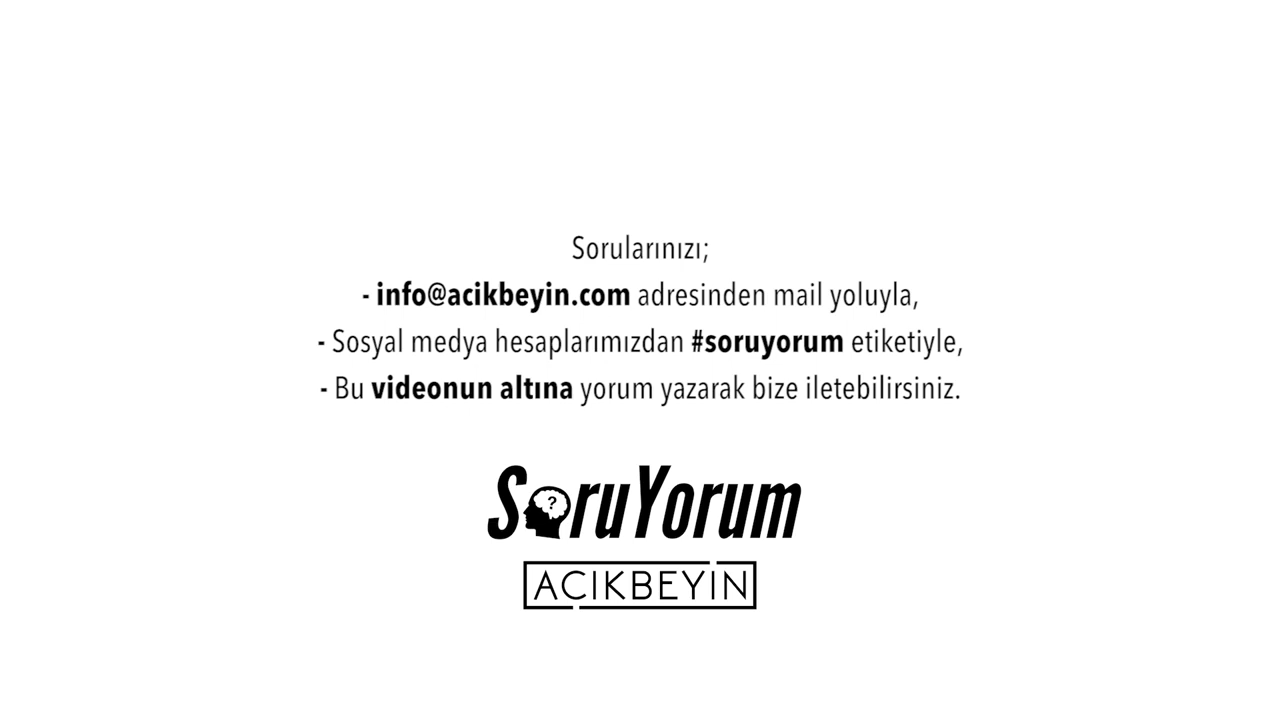 Sorularınızı;
- info@acikbeyin.com adresinden mail yoluyla,
- Sosyal medya hesaplarımızdan #soruyorum etiketiyle,
- Bu videonun altına yorum yazarak bize iletebilirsiniz.
SoruYorum
AÇIKBEYİN